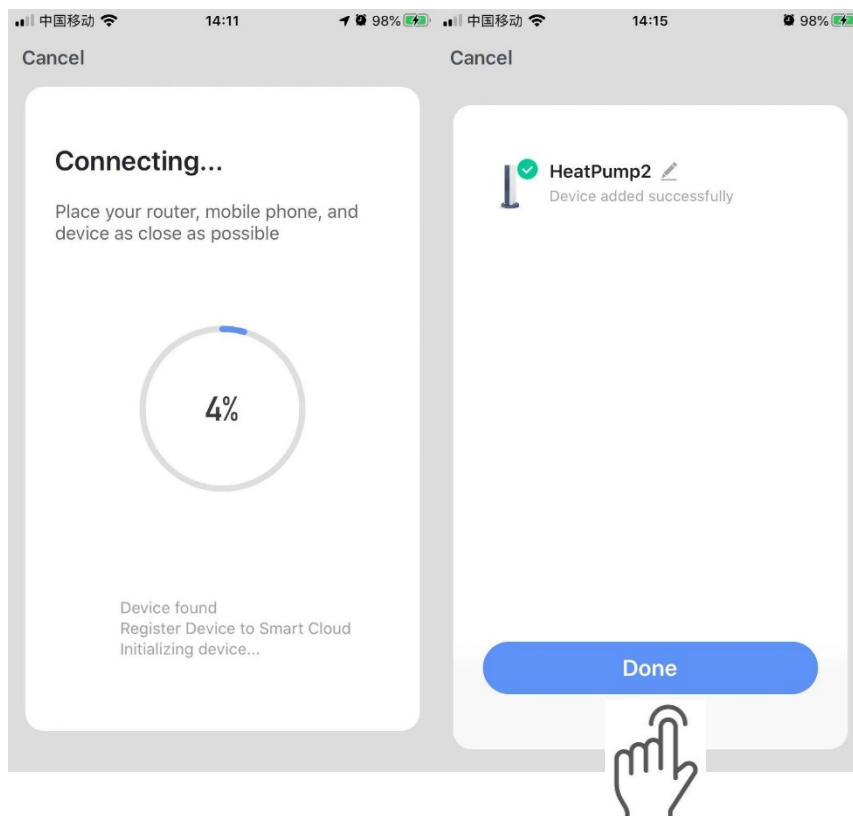 中国移动 14:11 98%
Cancel
Connecting...
Place your router, mobile phone, and
device as close as possible
4%
Device found
Register Device to Smart Cloud
Initializing device...
中国移动 14:15 98%
Cancel
HeatPump2
Device added successfully
Done